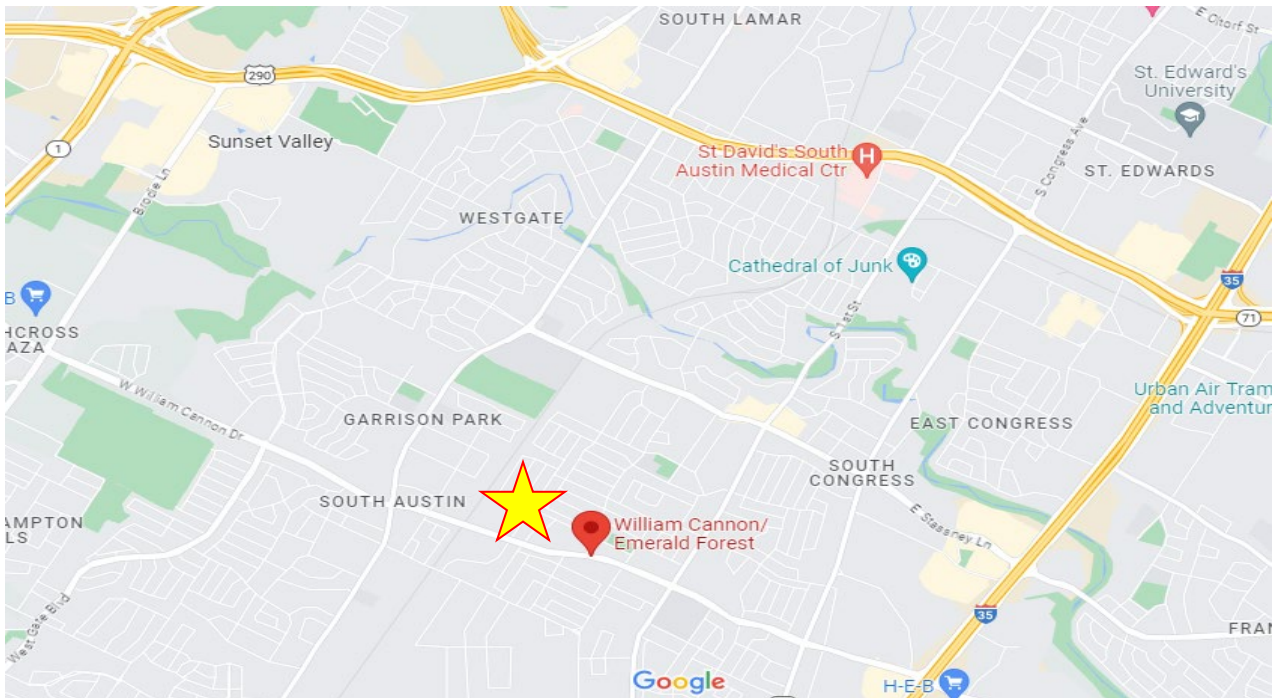 SOUTH LAMAR
E Oltorf St
290
St. Edward's
University
Sunset Valley
1
St David's South
Austin Medical Ctr
H
S Congress Ave
ST. EDWARDS
Brodie Ln
WESTGATE
Cathedral of Junk
35
71
B
HCROSS
AZA
S 1st St
W William Cannon Dr
Urban Air Tram
and Adventur
GARRISON PARK
EAST CONGRESS
SOUTH
CONGRESS
SOUTH AUSTIN
AMPTON
LS
William Cannon/
Emerald Forest
E Stassney Ln
West Gate Blvd
35
FRAN
Google
H-E-B